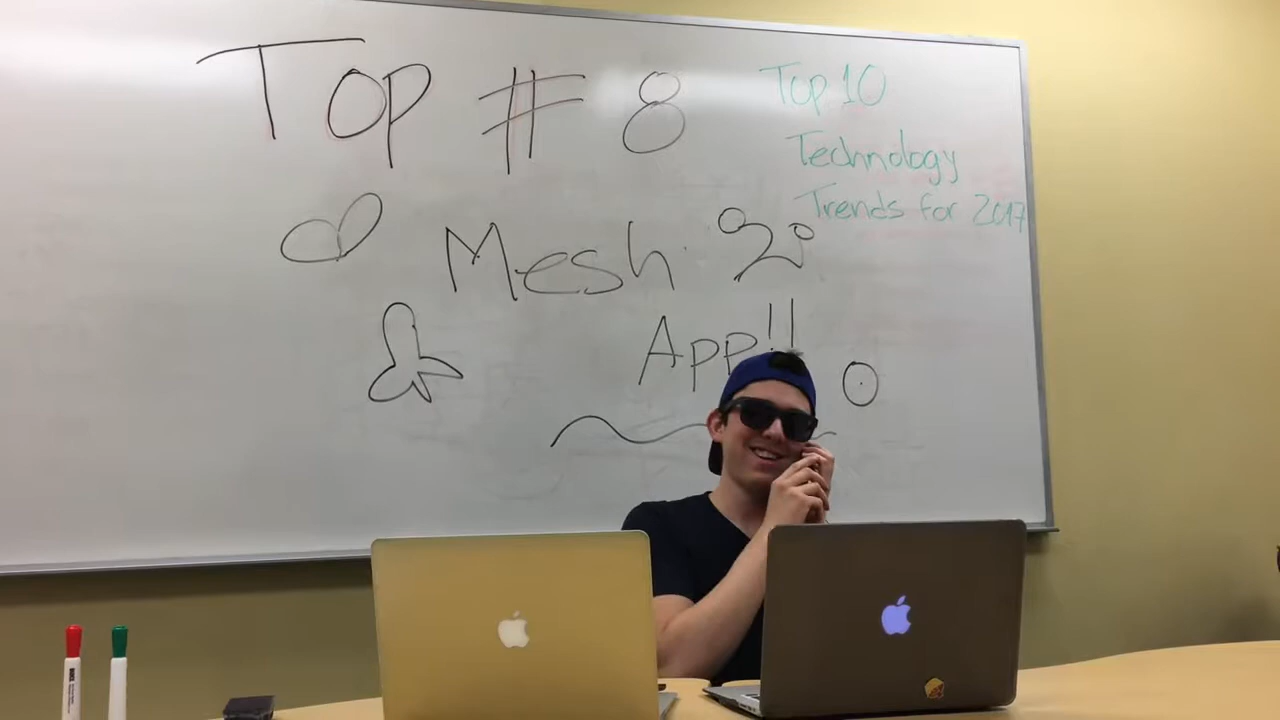 TOP # 8
Top 10
Technology
Trends for 2017
Mesh
App!!